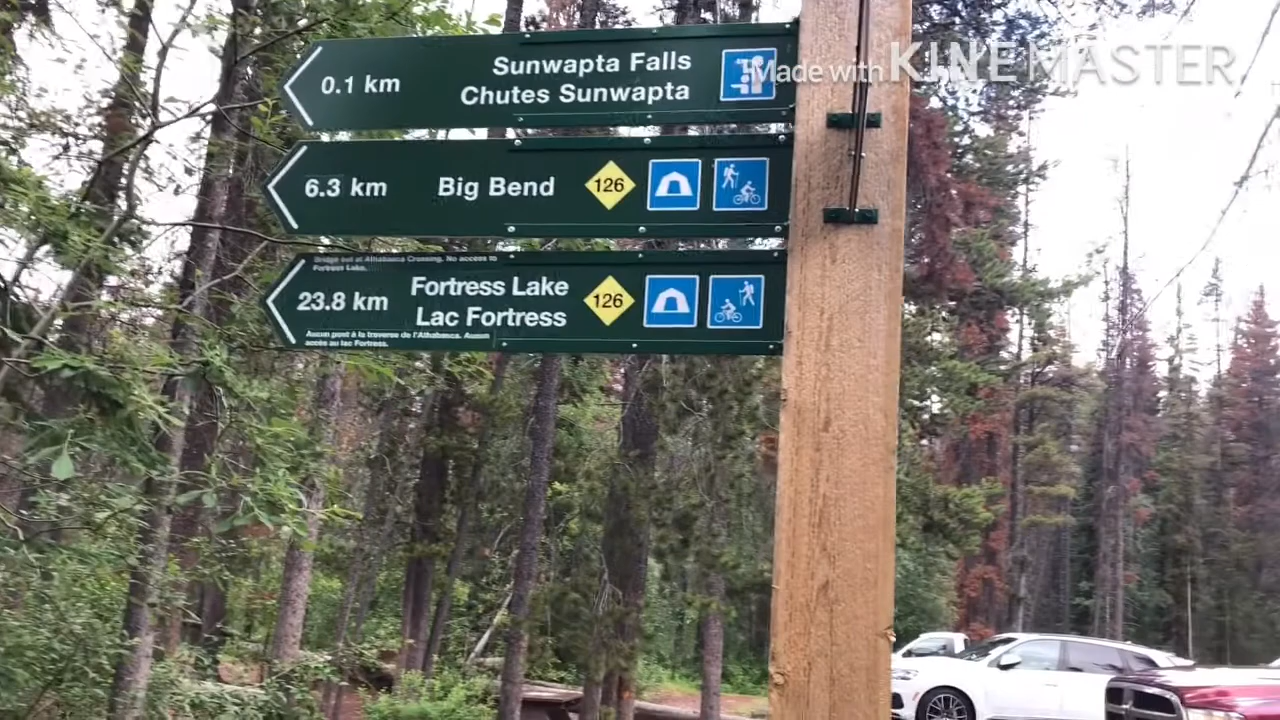 Made with KINEMASTER
0.1 km
Sunwapta Falls
Chutes Sunwapta
6.3 km
Big Bend
126
Bridge out at Athabasca Crossing. No access to
Fortress Lake.
23.8 km
Fortress Lake
Lac Fortress
126
Aucun pont à la traverse de l'Athabasca. Aucun
accès au lac Fortress.